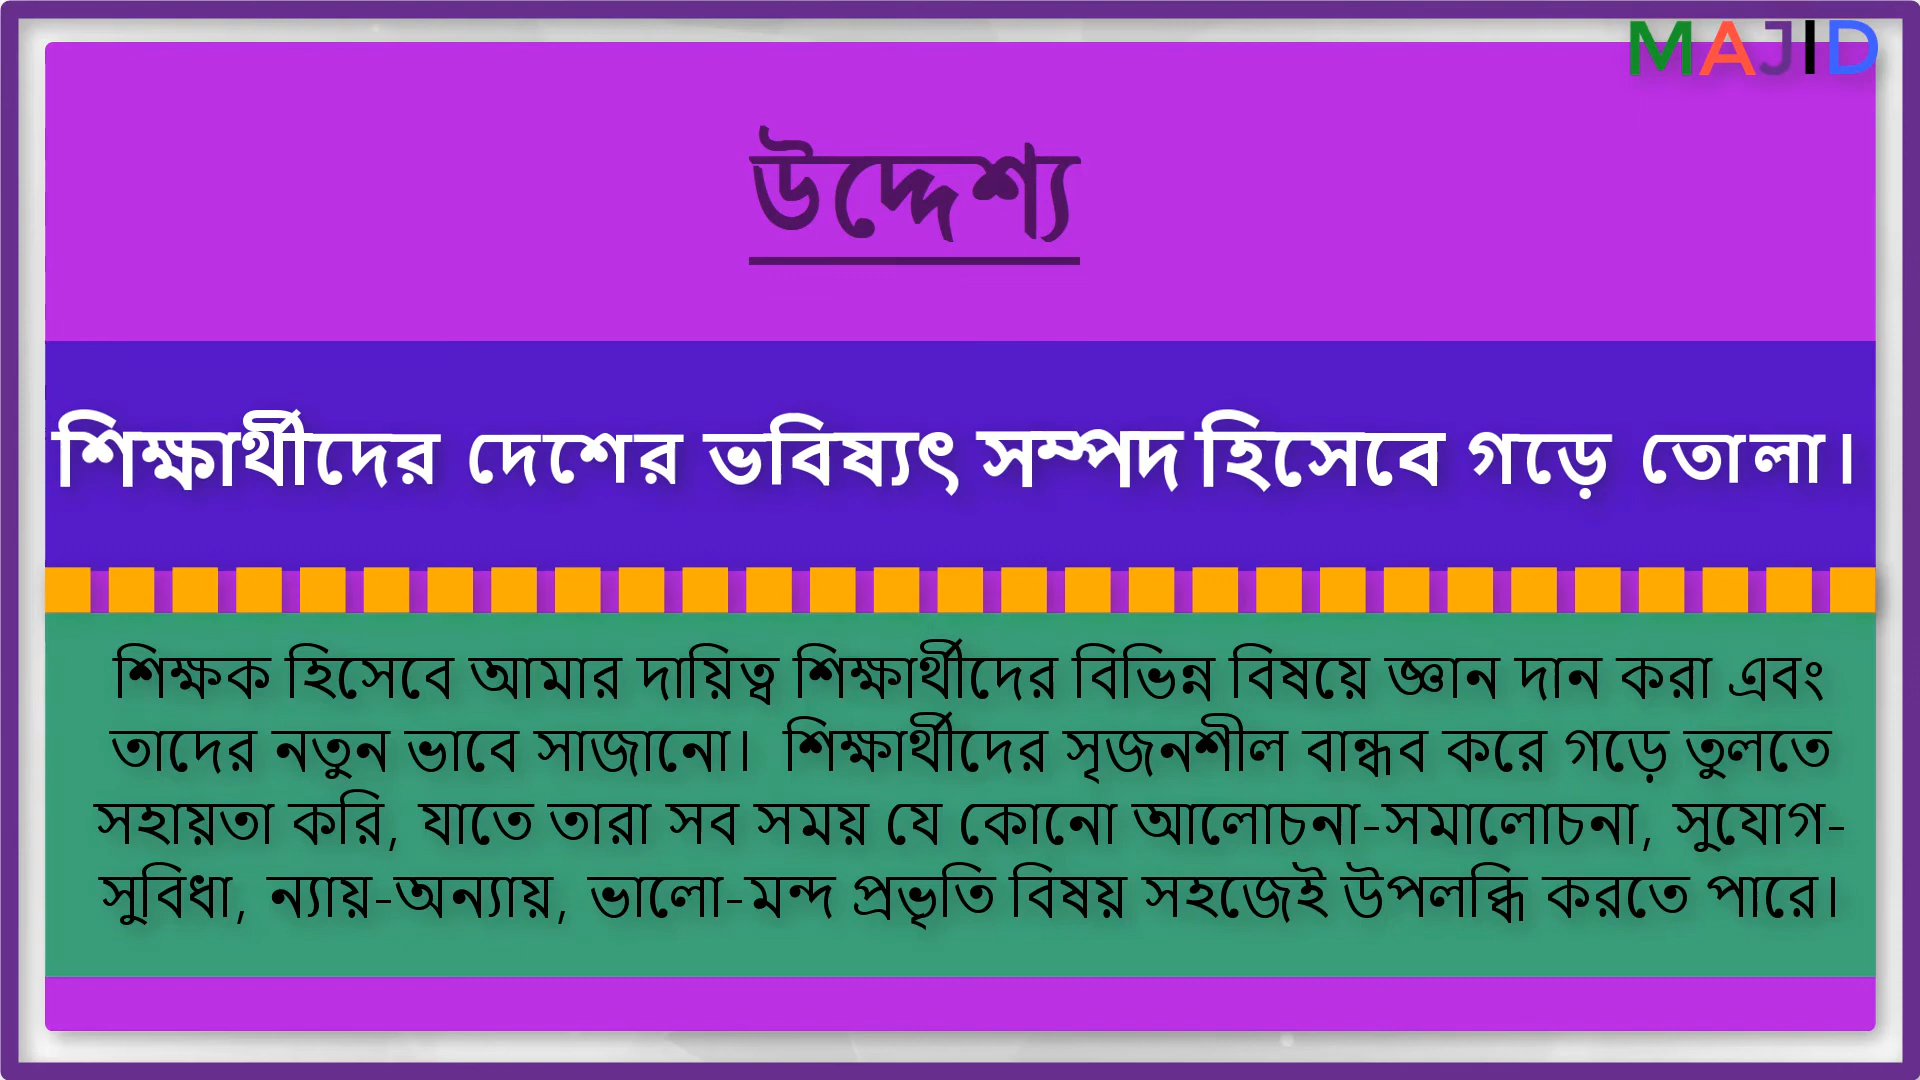 MAJID
উদ্দেশ্য
শিক্ষার্থীদের দেশের ভবিষ্যৎ সম্পদ হিসেবে গড়ে তোলা।
শিক্ষক হিসেবে আমার দায়িত্ব শিক্ষার্থীদের বিভিন্ন বিষয়ে জ্ঞান দান করা এবং
তাদের নতুন ভাবে সাজানো। শিক্ষার্থীদের সৃজনশীল বান্ধব করে গড়ে তুলতে
সহায়তা করি, যাতে তারা সব সময় যে কোনো আলোচনা-সমালোচনা, সুযোগ-
সুবিধা, ন্যায়-অন্যায়, ভালো-মন্দ প্রভৃতি বিষয় সহজেই উপলব্ধি করতে পারে।